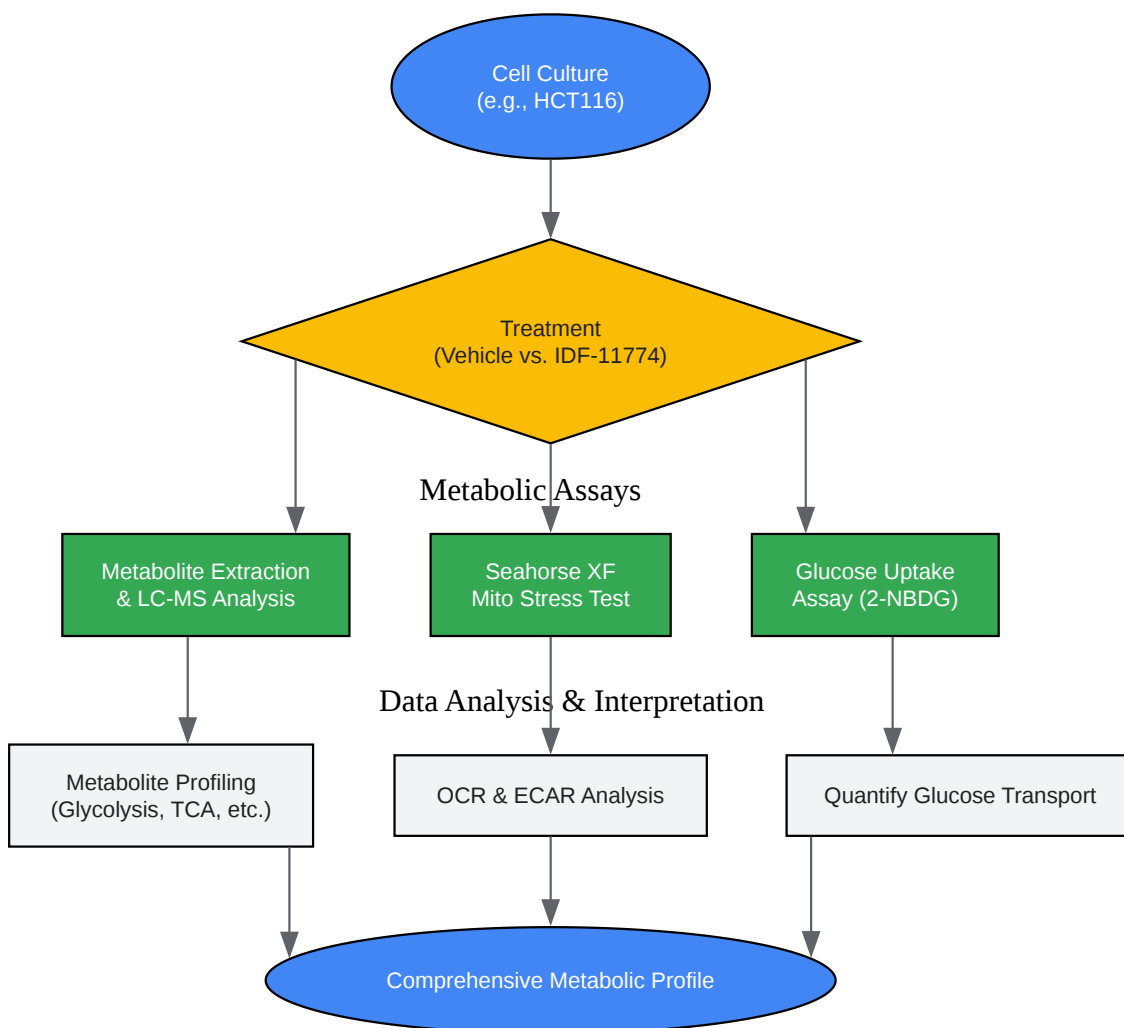 Cell Culture
(e.g., HCT116)
Treatment
(Vehicle vs. IDF-11774)
Metabolic Assays
Metabolite Extraction
& LC-MS Analysis
Seahorse XF
Mito Stress Test
Glucose Uptake
Assay (2-NBDG)
Data Analysis & Interpretation
Metabolite Profiling
(Glycolysis, TCA, etc.)
OCR & ECAR Analysis
Quantify Glucose Transport
Comprehensive Metabolic Profile